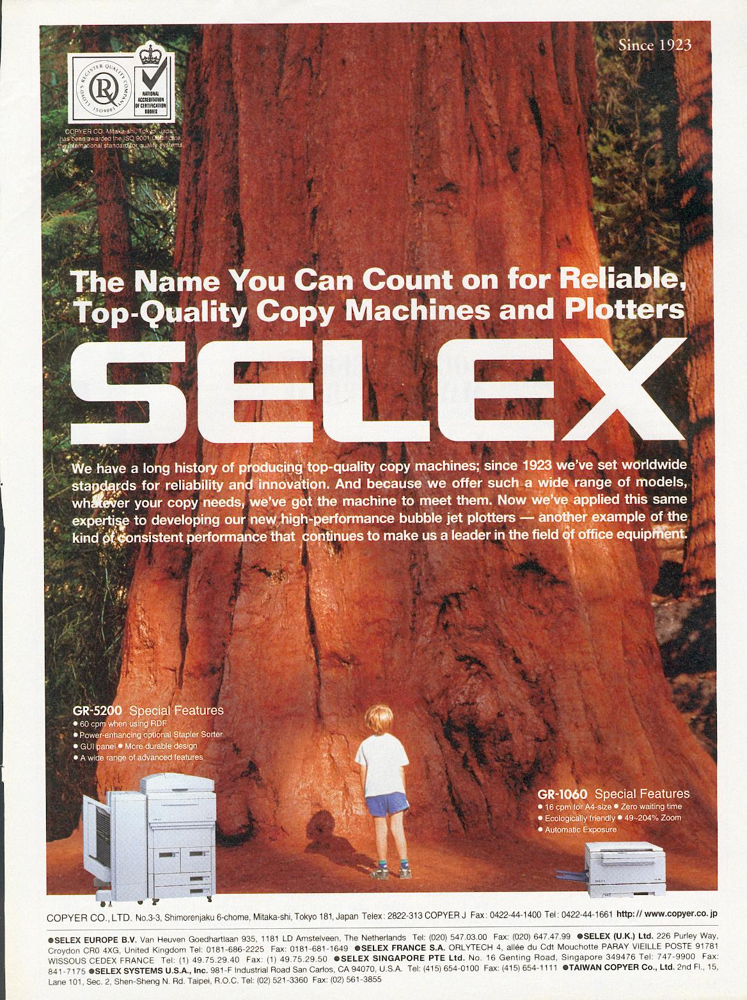 Since 1923
LLOYD'S REGISTER QUALITY COMPANY
ISO9001
NATIONAL
ACCREDITATION
OF CERTIFICATION
BODIES
COPYER CO. Mitaka-shi, Tokyo, Japan
has been awarded the ISO 9001 Certificate,
the international standard for quality systems.
The Name You Can Count on for Reliable,
Top-Quality Copy Machines and Plotters
SELEX
We have a long history of producing top-quality copy machines; since 1923 we've set worldwide
standards for reliability and innovation. And because we offer such a wide range of models,
whatever your copy needs, we've got the machine to meet them. Now we've applied this same
expertise to developing our new high-performance bubble jet plotters — another example of the
kind of consistent performance that continues to make us a leader in the field of office equipment.
GR-5200 Special Features
● 60 cpm when using RDF
● Power-enhancing optional Stapler Sorter
● GUI panel ● More durable design
● A wide range of advanced features
GR-1060 Special Features
● 16 cpm for A4-size ● Zero waiting time
● Ecologically friendly ● 49~204% Zoom
● Automatic Exposure
SELEX
COPYER CO., LTD. No.3-3, Shimorenjaku 6-chome, Mitaka-shi, Tokyo 181, Japan Telex: 2822-313 COPYER J Fax: 0422-44-1400 Tel: 0422-44-1661 http:// www.copyer.co.jp
●SELEX EUROPE B.V. Van Heuven Goedhartlaan 935, 1181 LD Amstelveen, The Netherlands Tel: (020) 547.03.00 Fax: (020) 647.47.99 ●SELEX (U.K.) Ltd. 226 Purley Way,
Croydon CR0 4XG, United Kingdom Tel: 0181-686-2225 Fax: 0181-681-1649 ●SELEX FRANCE S.A. ORLYTECH 4, allée du Cdt Mouchotte PARAY VIEILLE POSTE 91781
WISSOUS CEDEX FRANCE Tel: (1) 49.75.29.40 Fax: (1) 49.75.29.50 ●SELEX SINGAPORE PTE Ltd. No. 16 Genting Road, Singapore 349476 Tel: 747-9900 Fax:
841-7175 ●SELEX SYSTEMS U.S.A., Inc. 981-F Industrial Road San Carlos, CA 94070, U.S.A. Tel: (415) 654-0100 Fax: (415) 654-1111 ●TAIWAN COPYER Co., Ltd. 2nd Fl., 15,
Lane 101, Sec. 2, Shen-Sheng N. Rd. Taipei, R.O.C. Tel: (02) 521-3360 Fax: (02) 561-3855